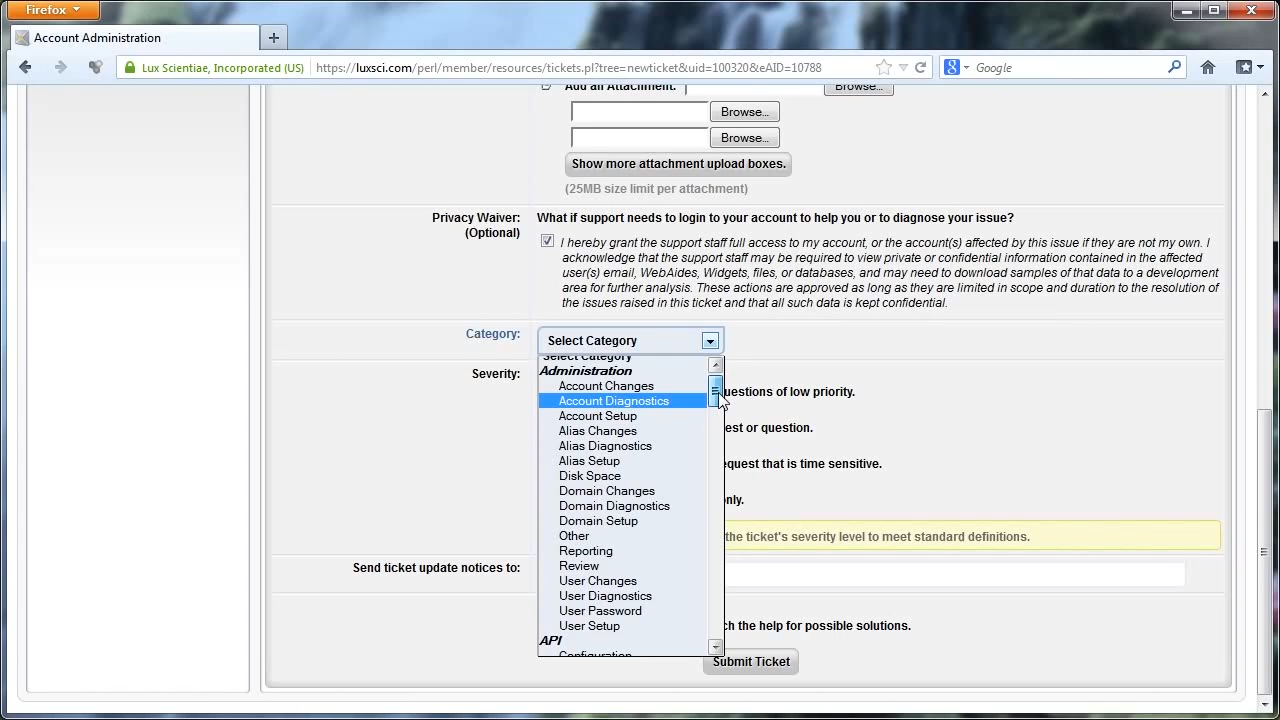 Firefox
Account Administration
Lux Scientiae, Incorporated (US)
https://luxsci.com/perl/member/resources/tickets.pl?tree=newticket&uid=100320&eAID=10788
Google
Add an Attachment:
Browse...
Browse...
Browse...
Show more attachment upload boxes.
(25MB size limit per attachment)
Privacy Waiver:
(Optional)
What if support needs to login to your account to help you or to diagnose your issue?
I hereby grant the support staff full access to my account, or the account(s) affected by this issue if they are not my own. I
acknowledge that the support staff may be required to view private or confidential information contained in the affected
user(s) email, WebAides, Widgets, files, or databases, and may need to download samples of that data to a development
area for further analysis. These actions are approved as long as they are limited in scope and duration to the resolution of
the issues raised in this ticket and that all such data is kept confidential.
Category:
Select Category
Select Category
Administration
Account Changes
Account Diagnostics
Account Setup
Alias Changes
Alias Diagnostics
Alias Setup
Disk Space
Domain Changes
Domain Diagnostics
Domain Setup
Other
Reporting
Review
User Changes
User Diagnostics
User Password
User Setup
API
Configuration
Severity:
uestions of low priority.
est or question.
equest that is time sensitive.
only.
the ticket's severity level to meet standard definitions.
Send ticket update notices to:
ch the help for possible solutions.
Submit Ticket